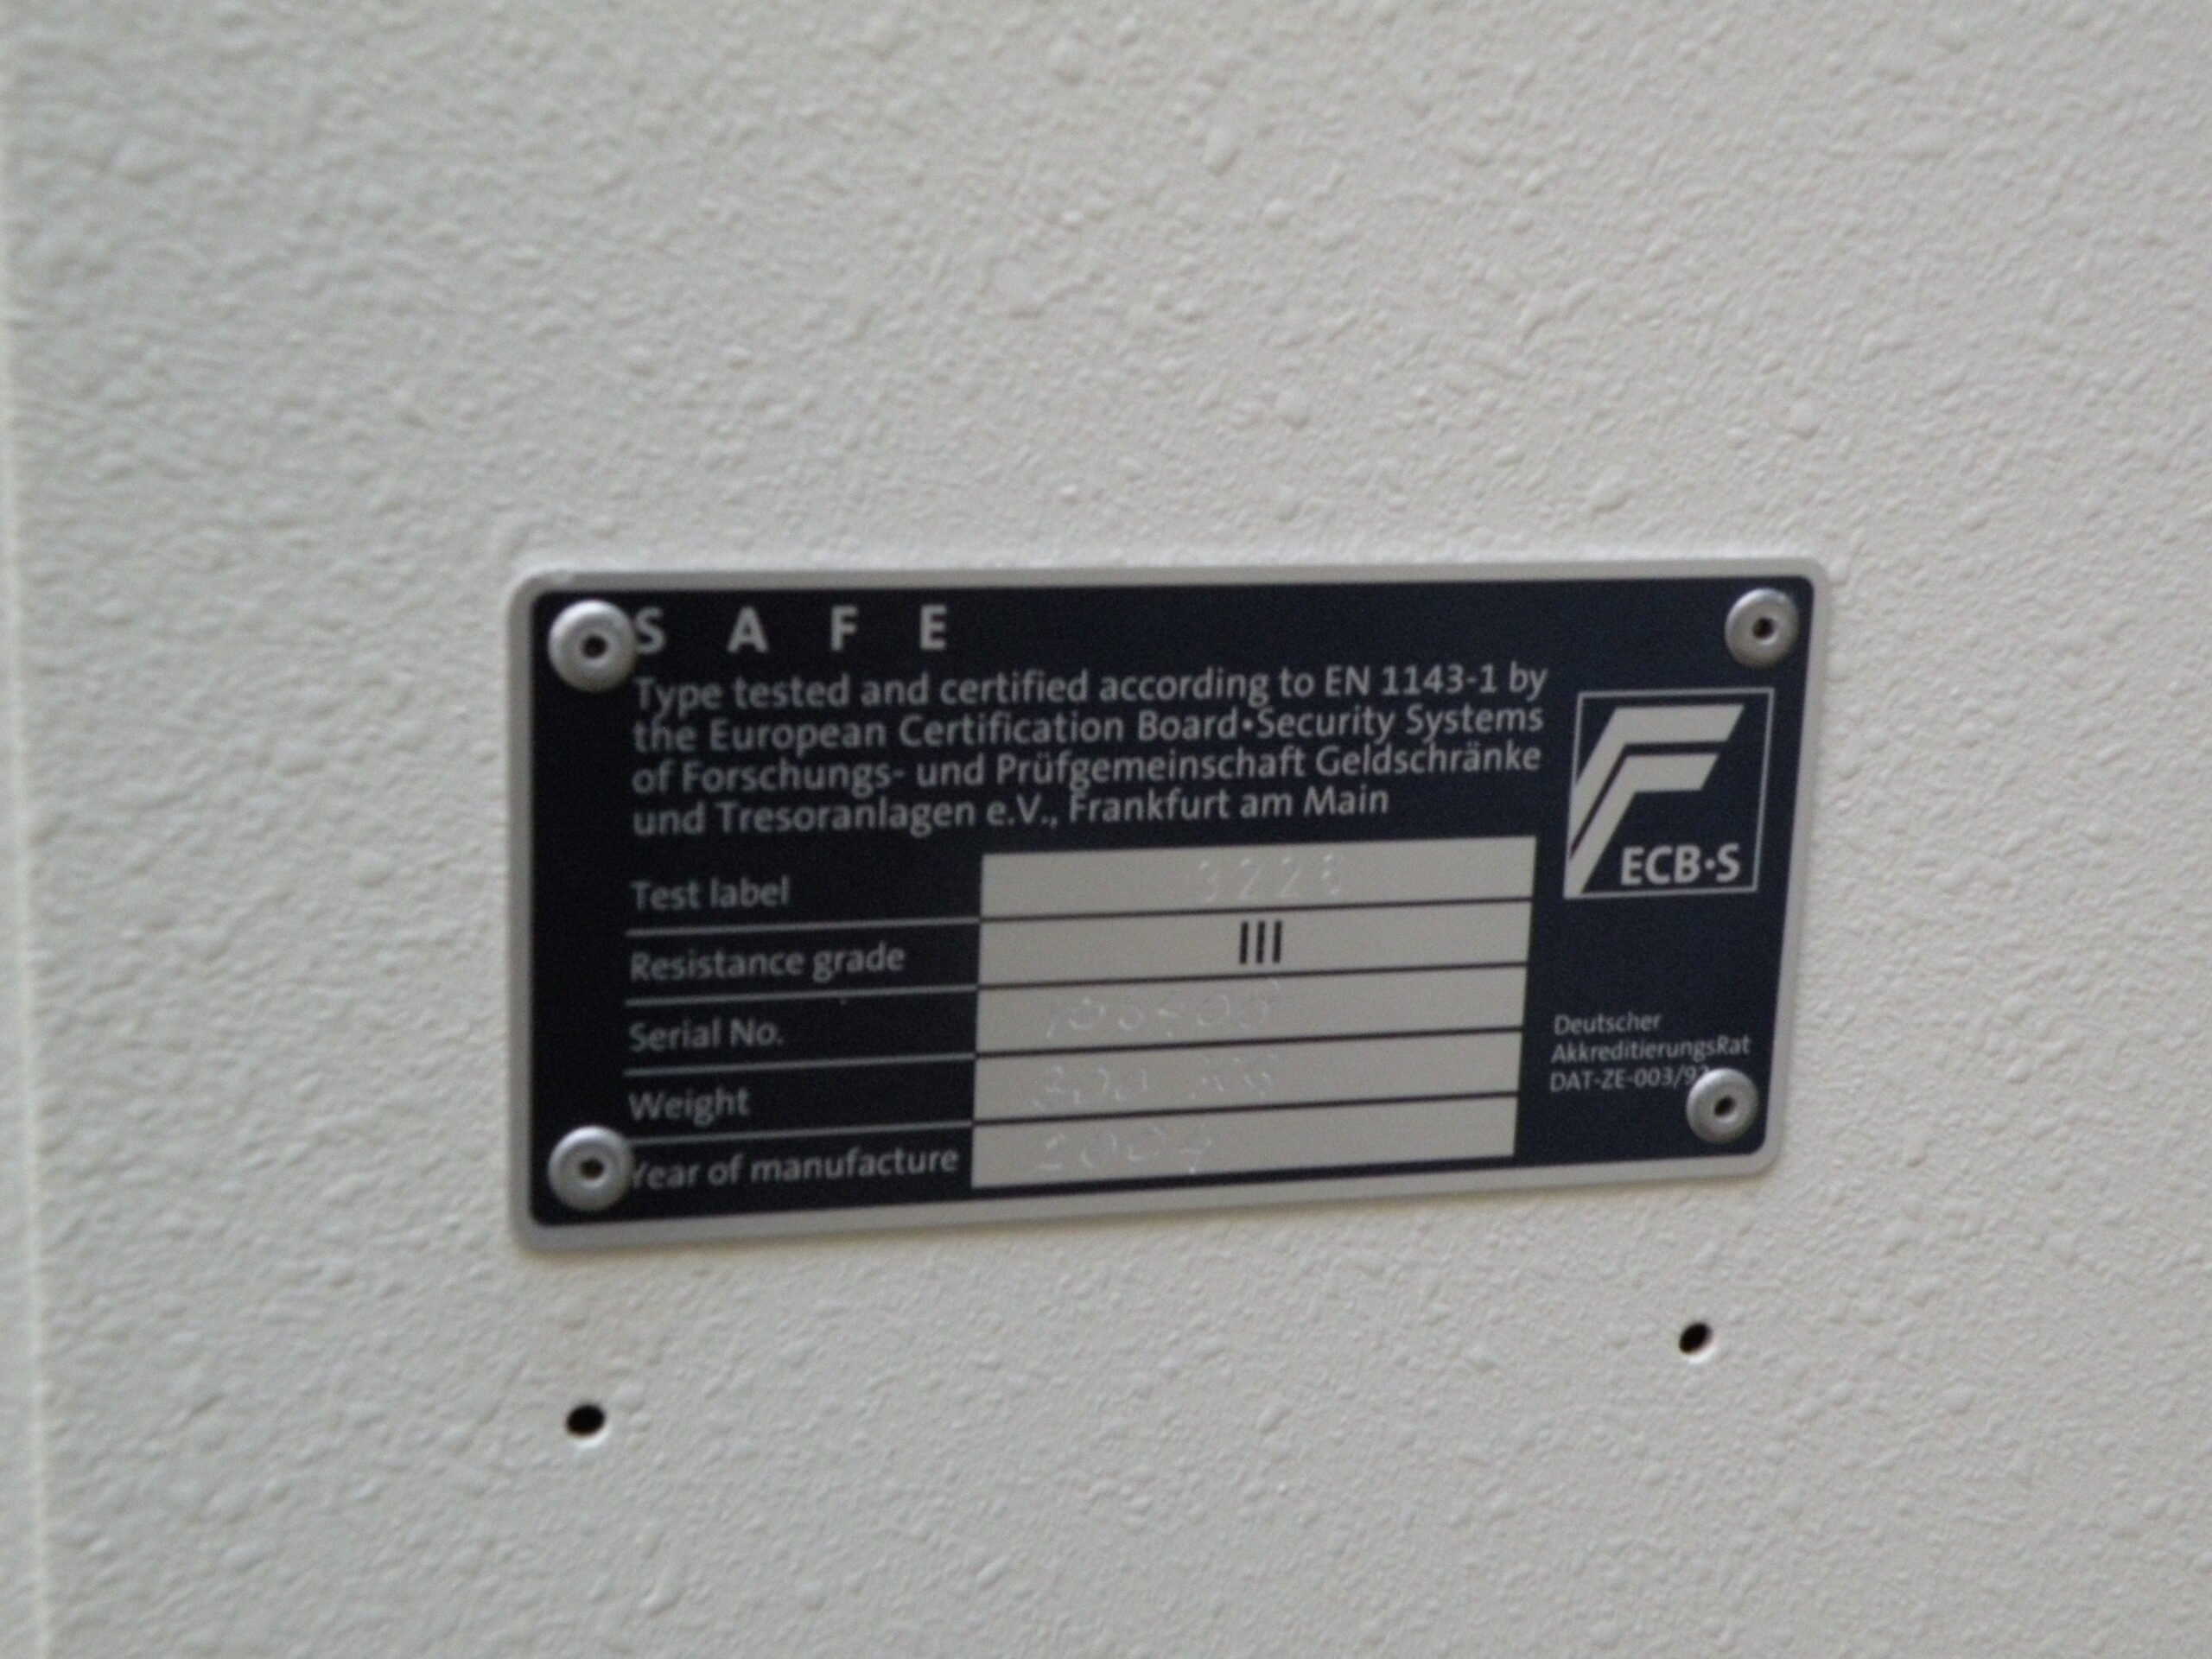 S A F E
Type tested and certified according to EN 1143-1 by
the European Certification Board•Security Systems
of Forschungs- und Prüfgemeinschaft Geldschränke
und Tresoranlagen e.V., Frankfurt am Main
ECB•S
Test label
Resistance grade III
Serial No.
Weight
Year of manufacture
Deutscher
AkkreditierungsRat